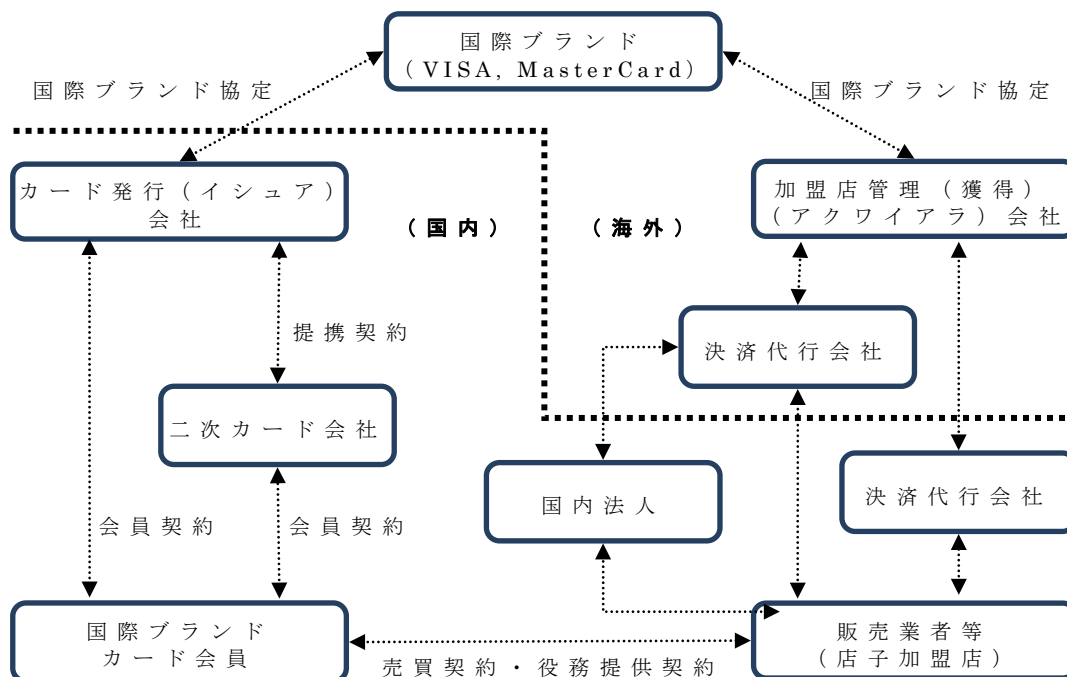 国際ブランド
(VISA, MasterCard)
国際ブランド協定
国際ブランド協定
カード発行(イシュア)
会社
(国内)
(海外)
加盟店管理(獲得)
(アクワイアラ)会社
提携契約
決済代行会社
二次カード会社
国内法人
決済代行会社
会員契約
会員契約
国際ブランド
カード会員
売買契約・役務提供契約
販売業者等
(店子加盟店)